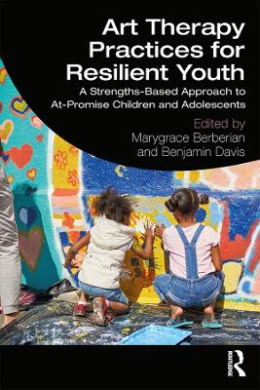 Art Therapy
Practices for
Resilient Youth
A Strengths-Based Approach to
At-Promise Children and Adolescents
Edited by
Marygrace Berberian
and Benjamin Davis
ROUTLEDGE